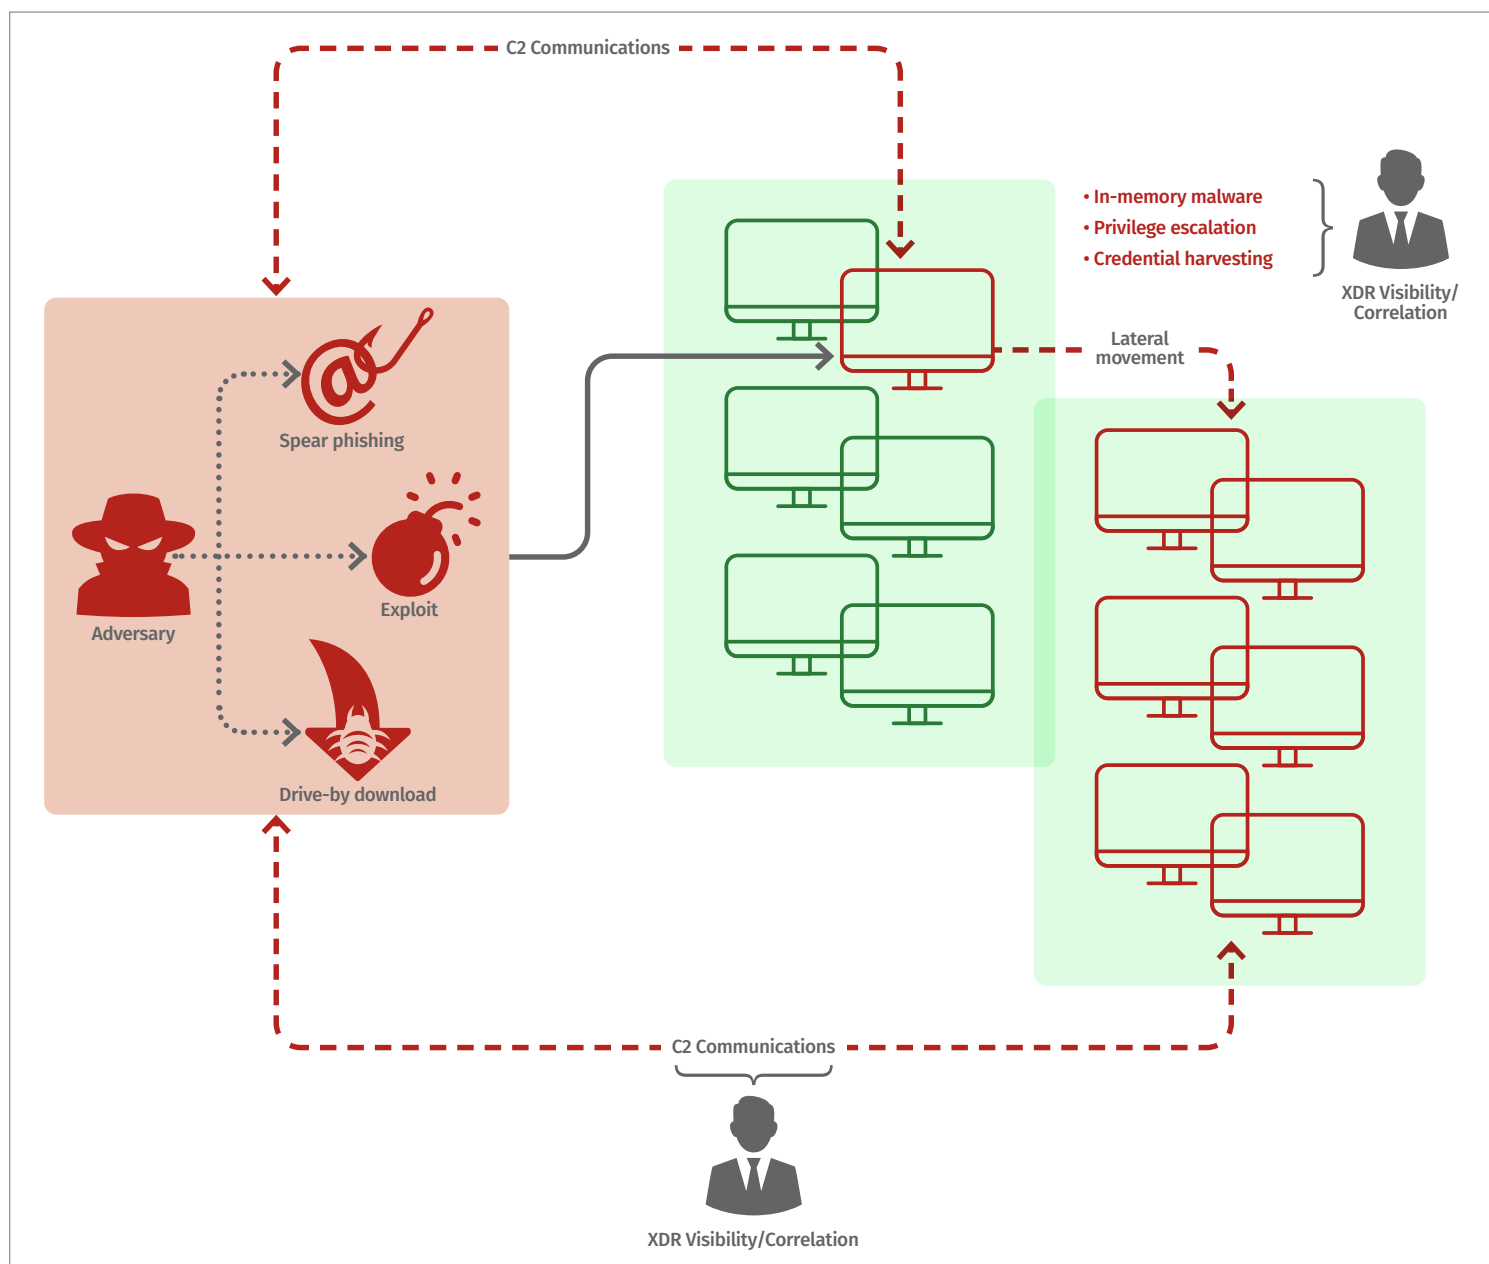 C2 Communications
• In-memory malware
• Privilege escalation
• Credential harvesting
XDR Visibility/
Correlation
Lateral
movement
Spear phishing
Exploit
Adversary
Drive-by download
C2 Communications
XDR Visibility/Correlation